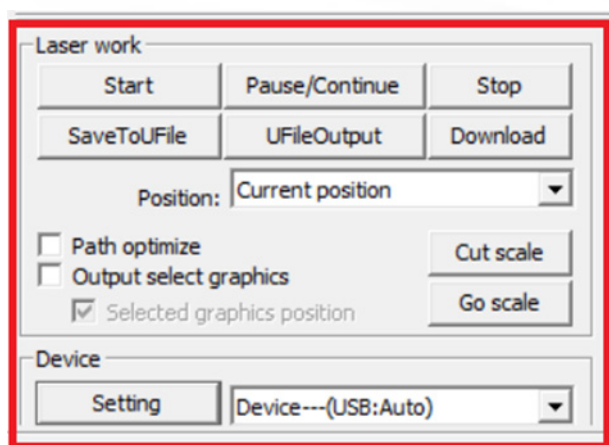 Laser work
Start Pause/Continue Stop
SaveToUFile UFileOutput Download
Position: Current position
Path optimize Cut scale
Output select graphics
Selected graphics position Go scale
Device
Setting Device---(USB:Auto)